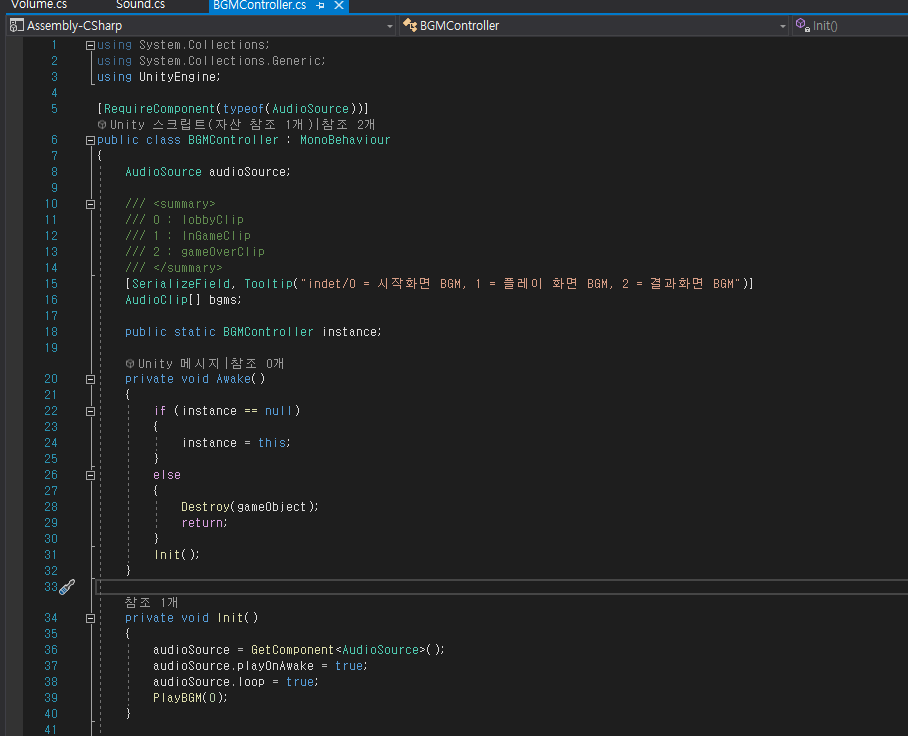 Volume.cs Sound.cs BGMController.cs
Assembly-CSharp BGMController Init()
1 using System.Collections;
2 using System.Collections.Generic;
3 using UnityEngine;
4
5 [RequireComponent(typeof(AudioSource))]
Unity 스크립트(자산 참조 1개)|참조 2개
6 public class BGMController : MonoBehaviour
7 {
8 AudioSource audioSource;
9
10 /// <summary>
11 /// 0 : lobbyClip
12 /// 1 : InGameClip
13 /// 2 : gameOverClip
14 /// </summary>
15 [SerializeField, Tooltip("indet/0 = 시작화면 BGM, 1 = 플레이 화면 BGM, 2 = 결과화면 BGM")]
16 AudioClip[] bgms;
17
18 public static BGMController instance;
19
Unity 메시지|참조 0개
20 private void Awake()
21 {
22 if (instance == null)
23 {
24 instance = this;
25 }
26 else
27 {
28 Destroy(gameObject);
29 return;
30 }
31 Init();
32 }
33
참조 1개
34 private void Init()
35 {
36 audioSource = GetComponent<AudioSource>();
37 audioSource.playOnAwake = true;
38 audioSource.loop = true;
39 PlayBGM(0);
40 }
41